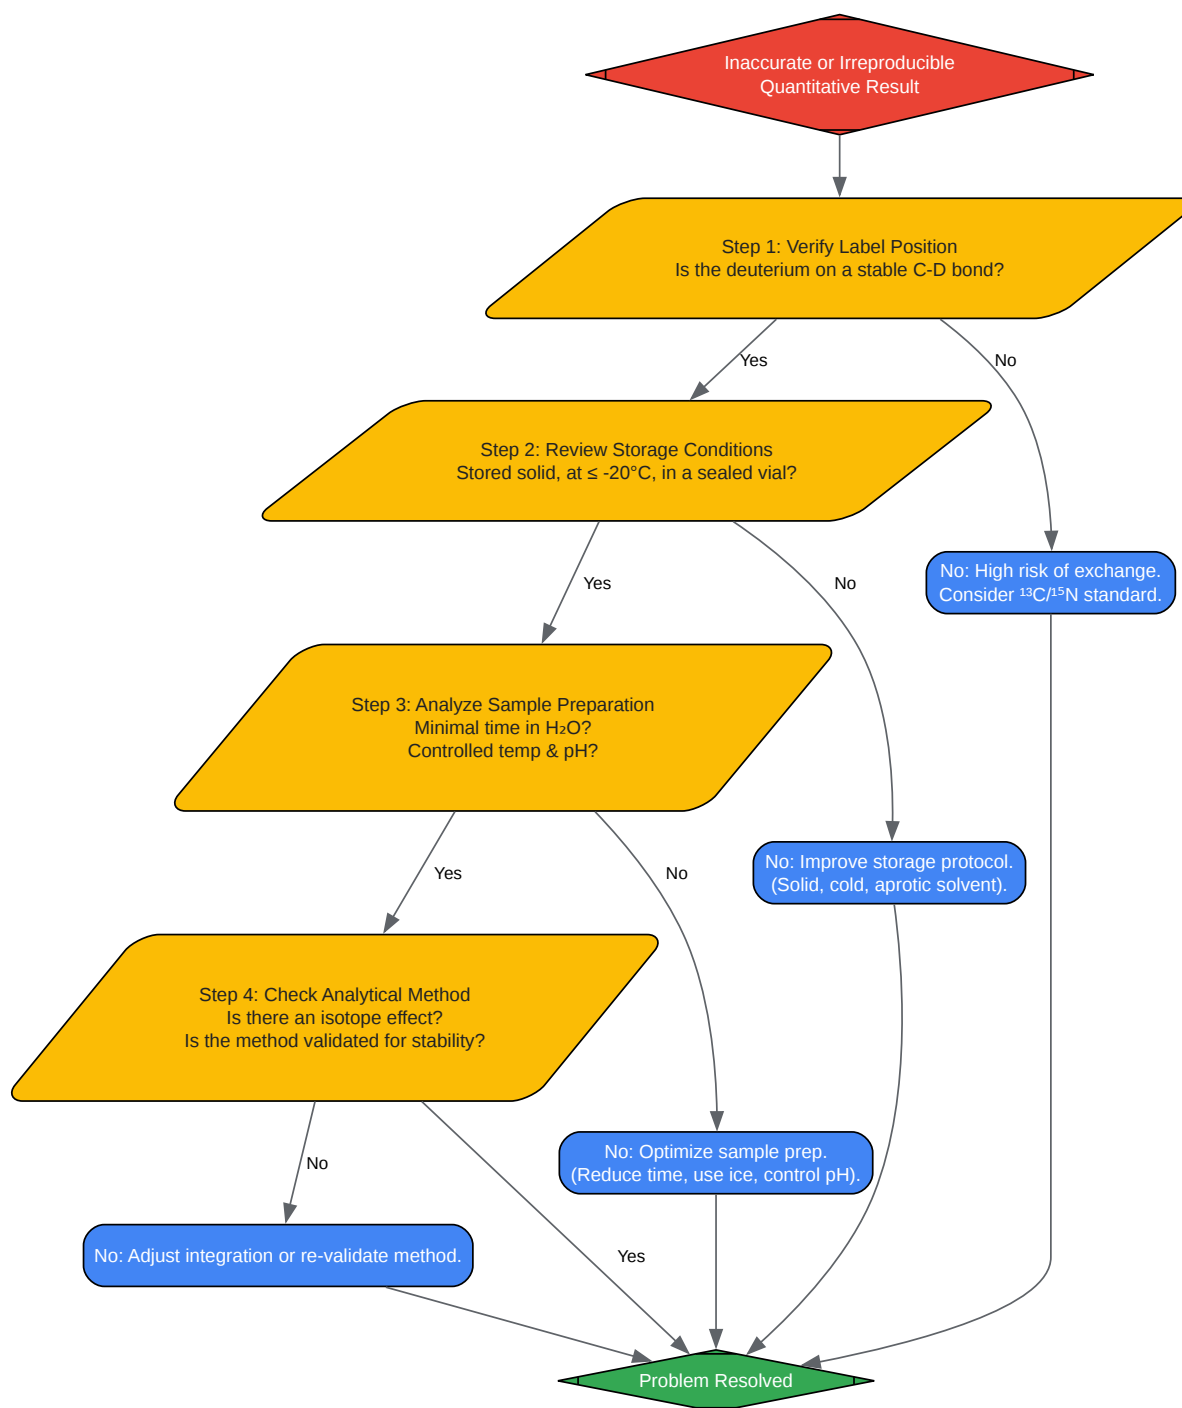 Inaccurate or Irreproducible
Quantitative Result
Step 1: Verify Label Position
Is the deuterium on a stable C-D bond?
Yes
No
Step 2: Review Storage Conditions
Stored solid, at ≤ -20°C, in a sealed vial?
Yes
No
No: High risk of exchange.
Consider ¹³C/¹⁵N standard.
Step 3: Analyze Sample Preparation
Minimal time in H₂O?
Controlled temp & pH?
Yes
No
No: Improve storage protocol.
(Solid, cold, aprotic solvent).
Step 4: Check Analytical Method
Is there an isotope effect?
Is the method validated for stability?
No
Yes
No: Optimize sample prep.
(Reduce time, use ice, control pH).
No: Adjust integration or re-validate method.
Problem Resolved